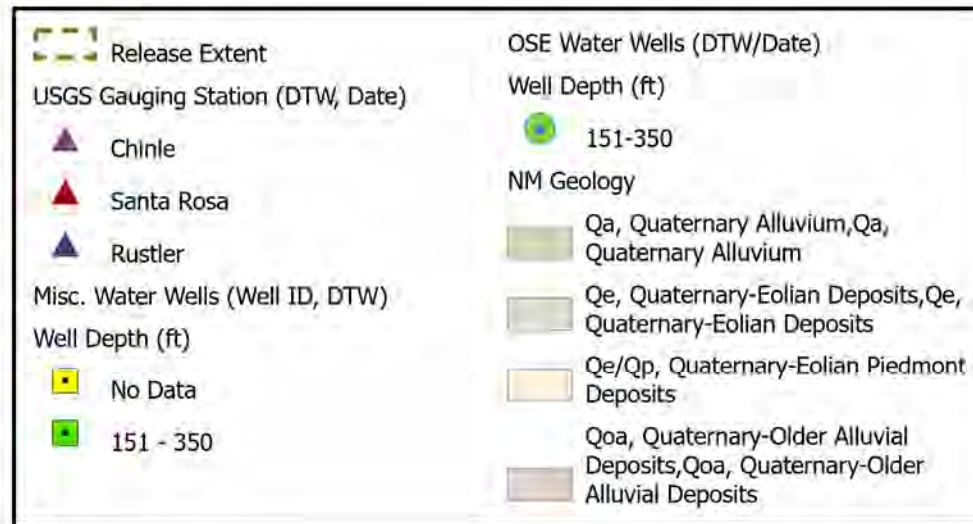 Release Extent
USGS Gauging Station (DTW, Date)
Chinle
Santa Rosa
Rustler
Misc. Water Wells (Well ID, DTW)
Well Depth (ft)
No Data
151 - 350
OSE Water Wells (DTW/Date)
Well Depth (ft)
151-350
NM Geology
Qa, Quaternary Alluvium,Qa,
Quaternary Alluvium
Qe, Quaternary-Eolian Deposits,Qe,
Quaternary-Eolian Deposits
Qe/Qp, Quaternary-Eolian Piedmont
Deposits
Qoa, Quaternary-Older Alluvial
Deposits,Qoa, Quaternary-Older
Alluvial Deposits